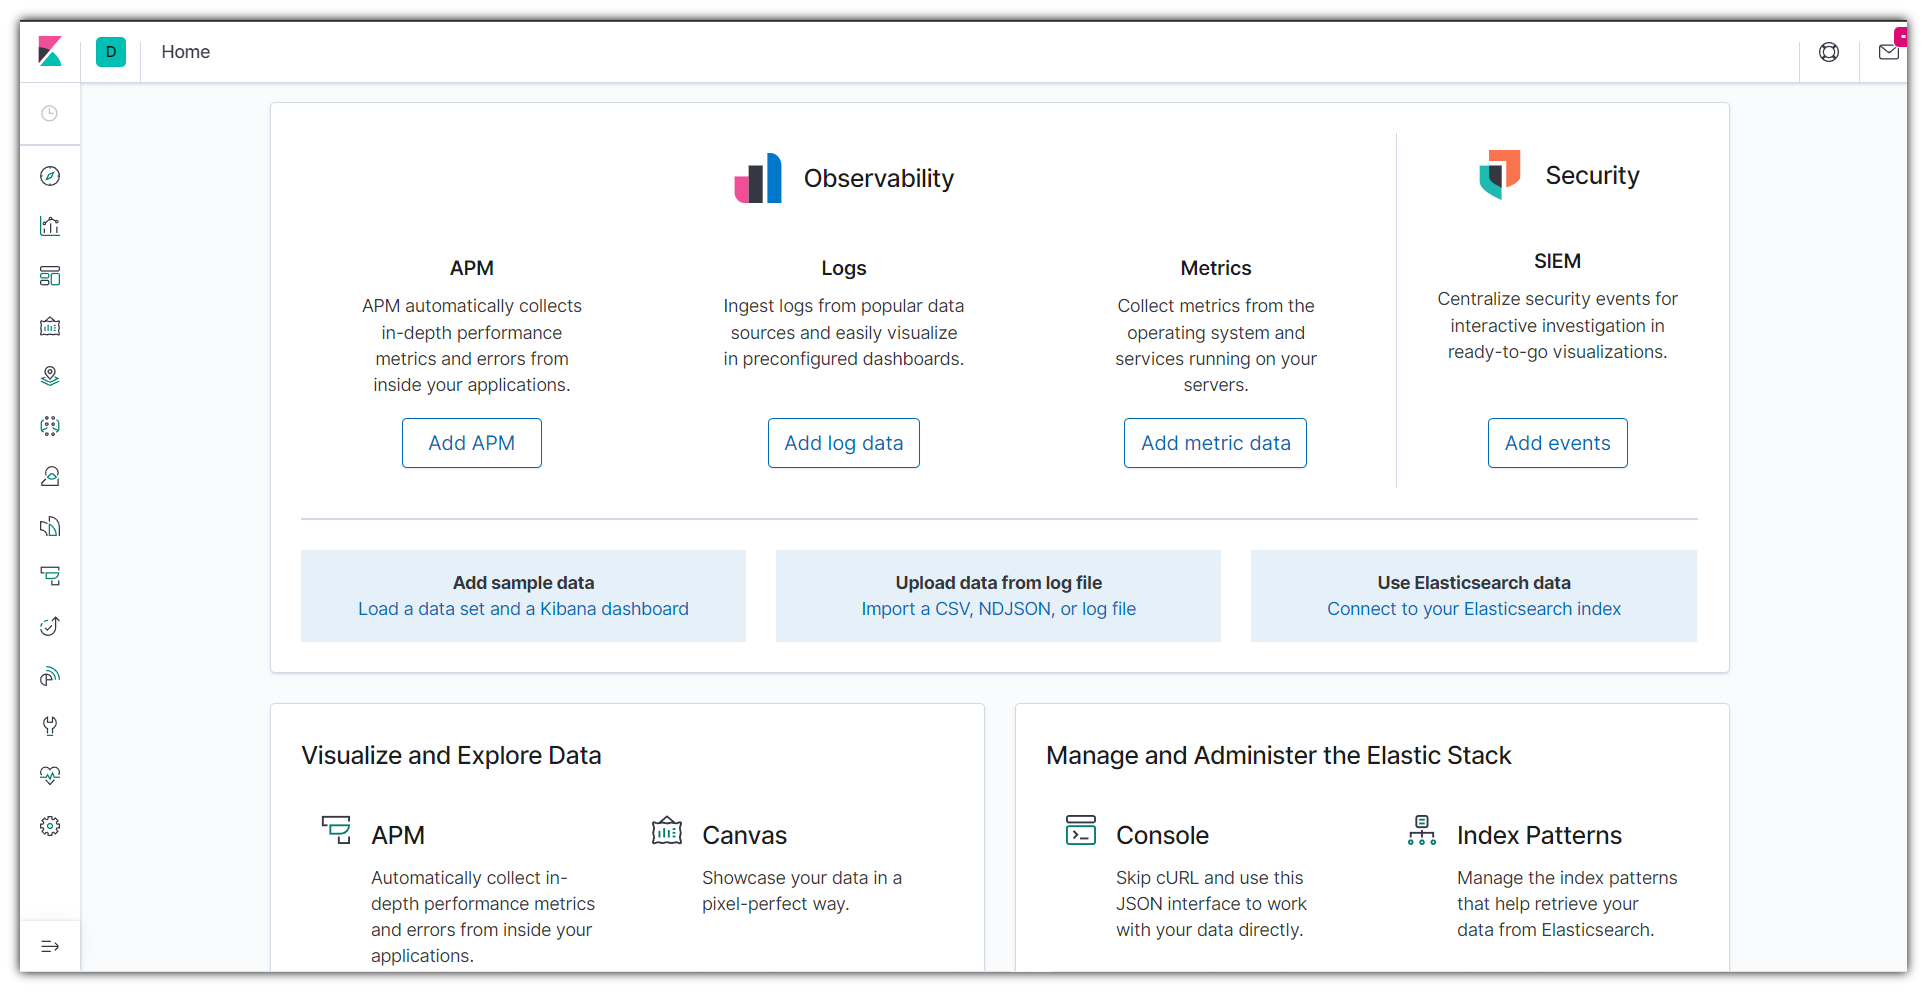 D
Home
Observability
Security
APM
APM automatically collects
in-depth performance
metrics and errors from
inside your applications.
Add APM
Logs
Ingest logs from popular data
sources and easily visualize
in preconfigured dashboards.
Add log data
Metrics
Collect metrics from the
operating system and
services running on your
servers.
Add metric data
SIEM
Centralize security events for
interactive investigation in
ready-to-go visualizations.
Add events
Add sample data
Load a data set and a Kibana dashboard
Upload data from log file
Import a CSV, NDJSON, or log file
Use Elasticsearch data
Connect to your Elasticsearch index
Visualize and Explore Data
APM
Automatically collect in-
depth performance metrics
and errors from inside your
applications.
Canvas
Showcase your data in a
pixel-perfect way.
Manage and Administer the Elastic Stack
Console
Skip cURL and use this
JSON interface to work
with your data directly.
Index Patterns
Manage the index patterns
that help retrieve your
data from Elasticsearch.